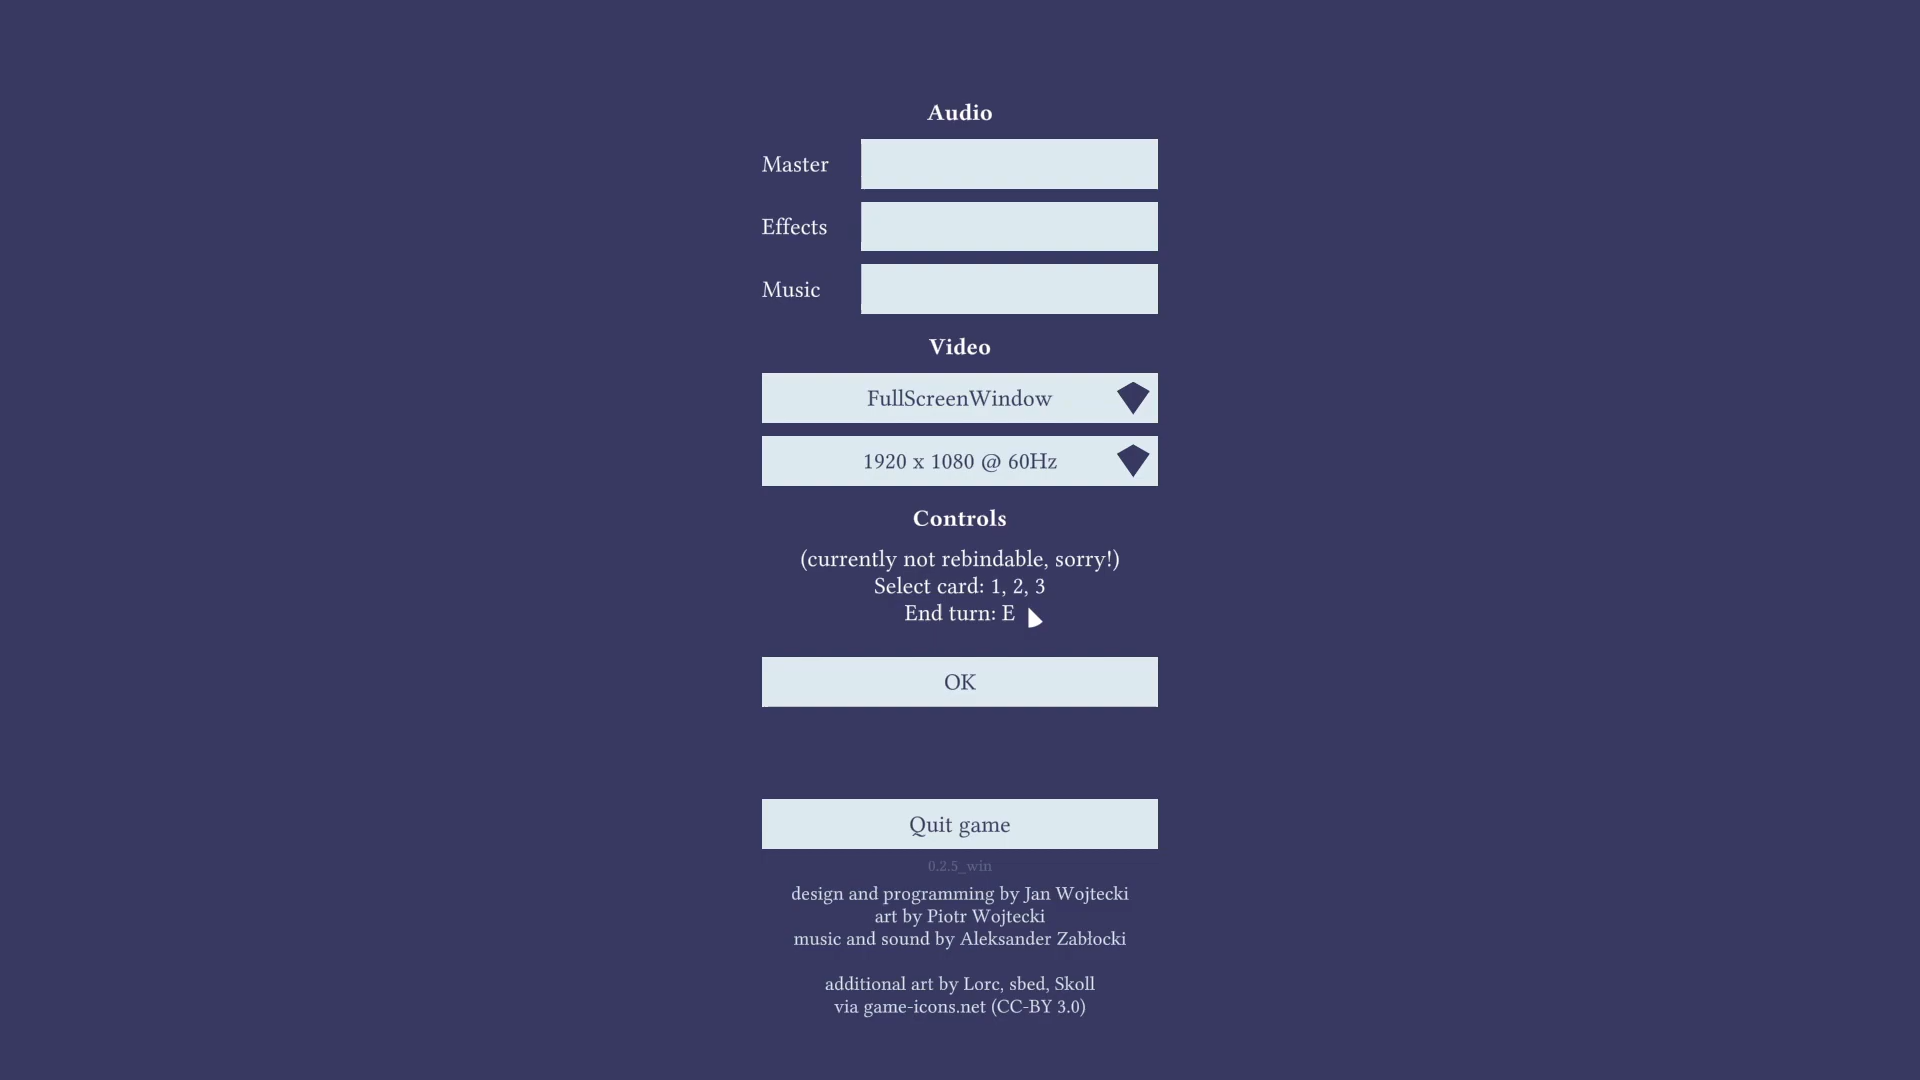 Audio
Master
Effects
Music
Video
FullScreenWindow
1920 x 1080 @ 60Hz
Controls
(currently not rebindable, sorry!)
Select card: 1, 2, 3
End turn: E
OK
Quit game
0.2.5_win
design and programming by Jan Wojtecki
art by Piotr Wojtecki
music and sound by Aleksander Zabłocki
additional art by Lorc, sbed, Skoll
via game-icons.net (CC-BY 3.0)